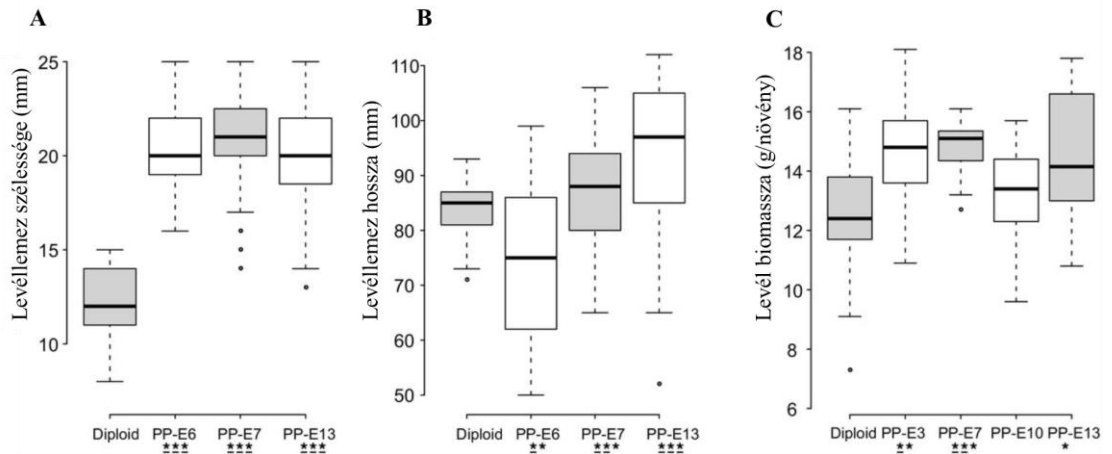 A
Levéllemez szélessége (mm)
25
20
15
10
Diploid PP-E6 PP-E7 PP-E13
*** *** ***
B
Levéllemez hossza (mm)
110
100
90
80
70
60
50
Diploid PP-E6 PP-E7 PP-E13
** *** ***
C
Levél biomassza (g/növény)
18
16
14
12
10
8
6
Diploid PP-E3 PP-E7 PP-E10 PP-E13
** *** *